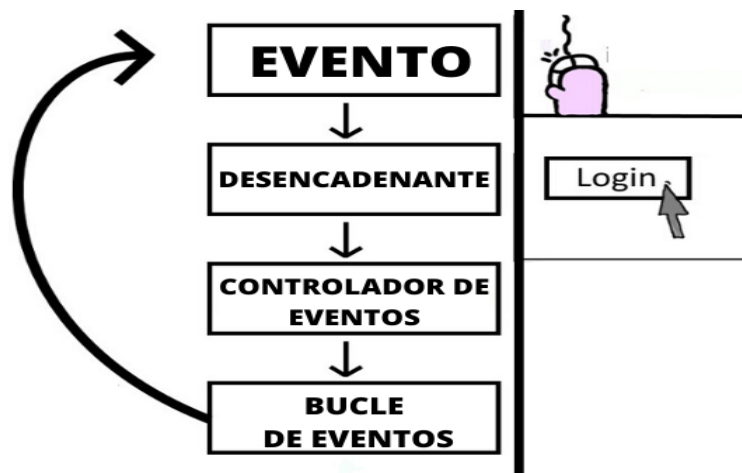 EVENTO
DESENCADENANTE
Login
CONTROLADOR DE
EVENTOS
BUCLE
DE EVENTOS